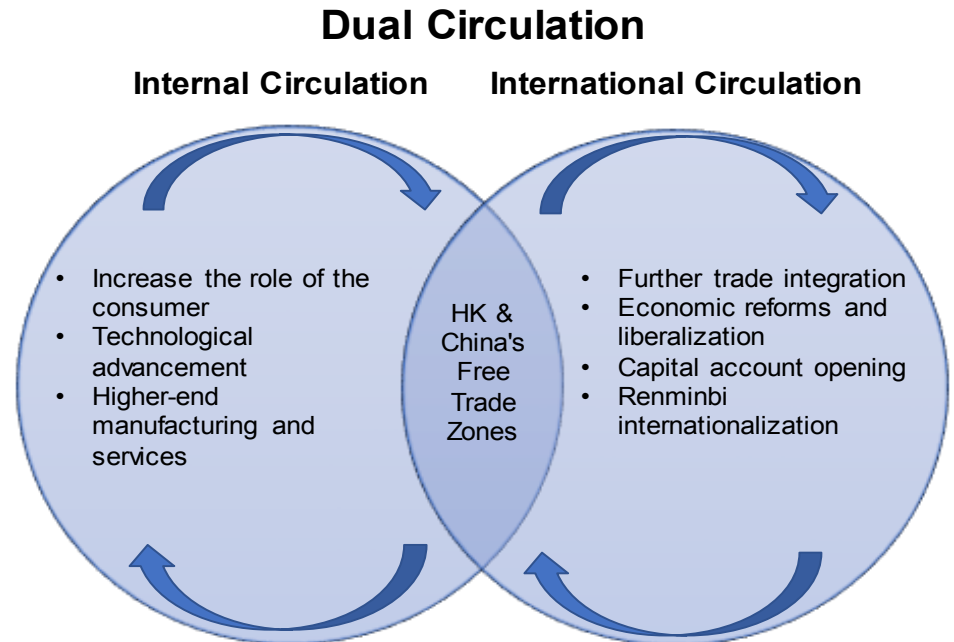 Dual Circulation
Internal Circulation
International Circulation
• Increase the role of the
consumer
• Technological
advancement
• Higher-end
manufacturing and
services
HK &
China's
Free
Trade
Zones
• Further trade integration
• Economic reforms and
liberalization
• Capital account opening
• Renminbi
internationalization